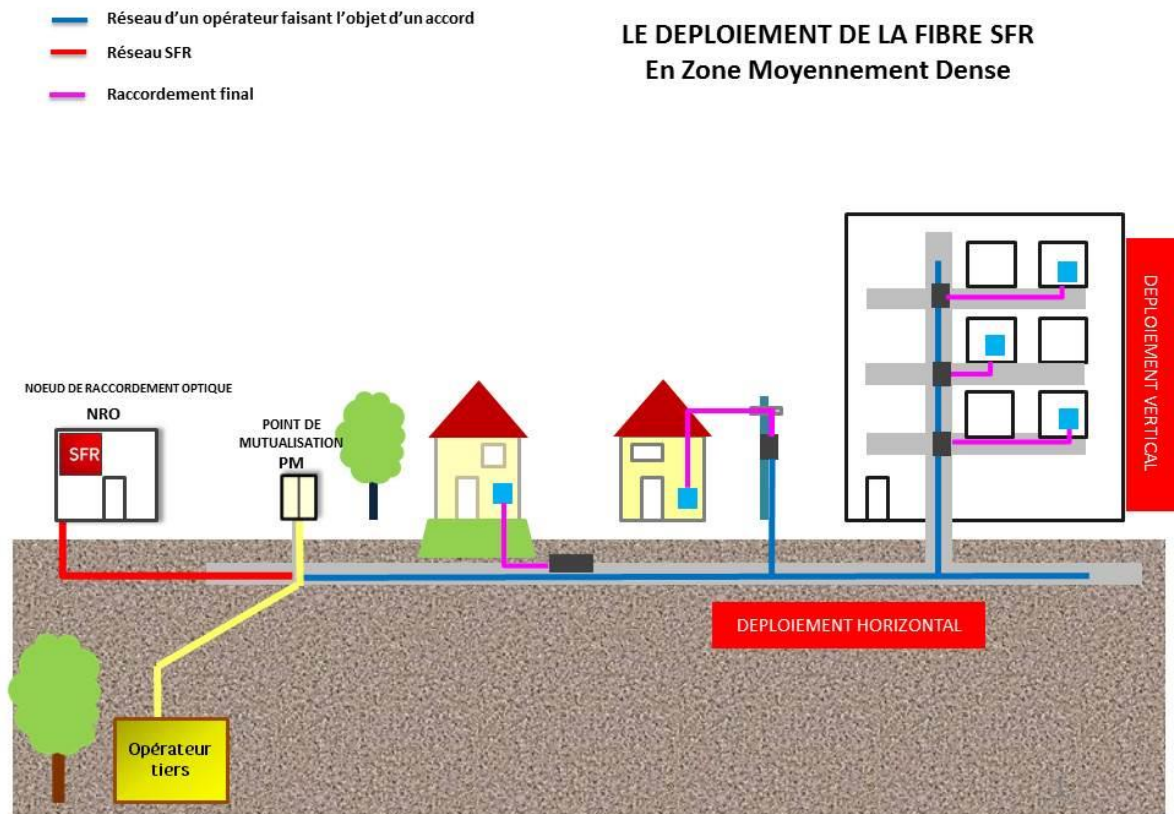 Réseau d'un opérateur faisant l'objet d'un accord
Réseau SFR
Raccordement final
LE DEPLOIEMENT DE LA FIBRE SFR
En Zone Moyennement Dense
NOEUD DE RACCORDEMENT OPTIQUE
NRO
SFR
POINT DE
MUTUALISATION
PM
DEPLOIEMENT VERTICAL
DEPLOIEMENT HORIZONTAL
Opérateur
tiers